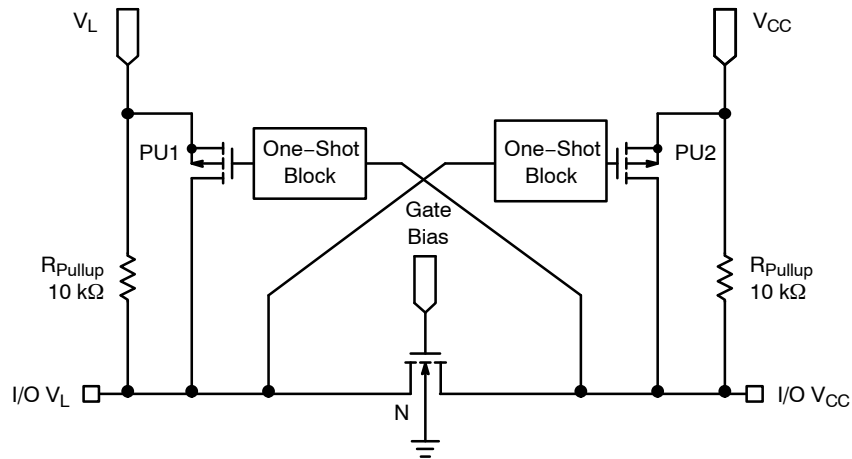 V_L
V_CC
PU1
One−Shot
Block
One−Shot
Block
PU2
Gate
Bias
R_Pullup
10 kΩ
R_Pullup
10 kΩ
I/O V_L
N
I/O V_CC